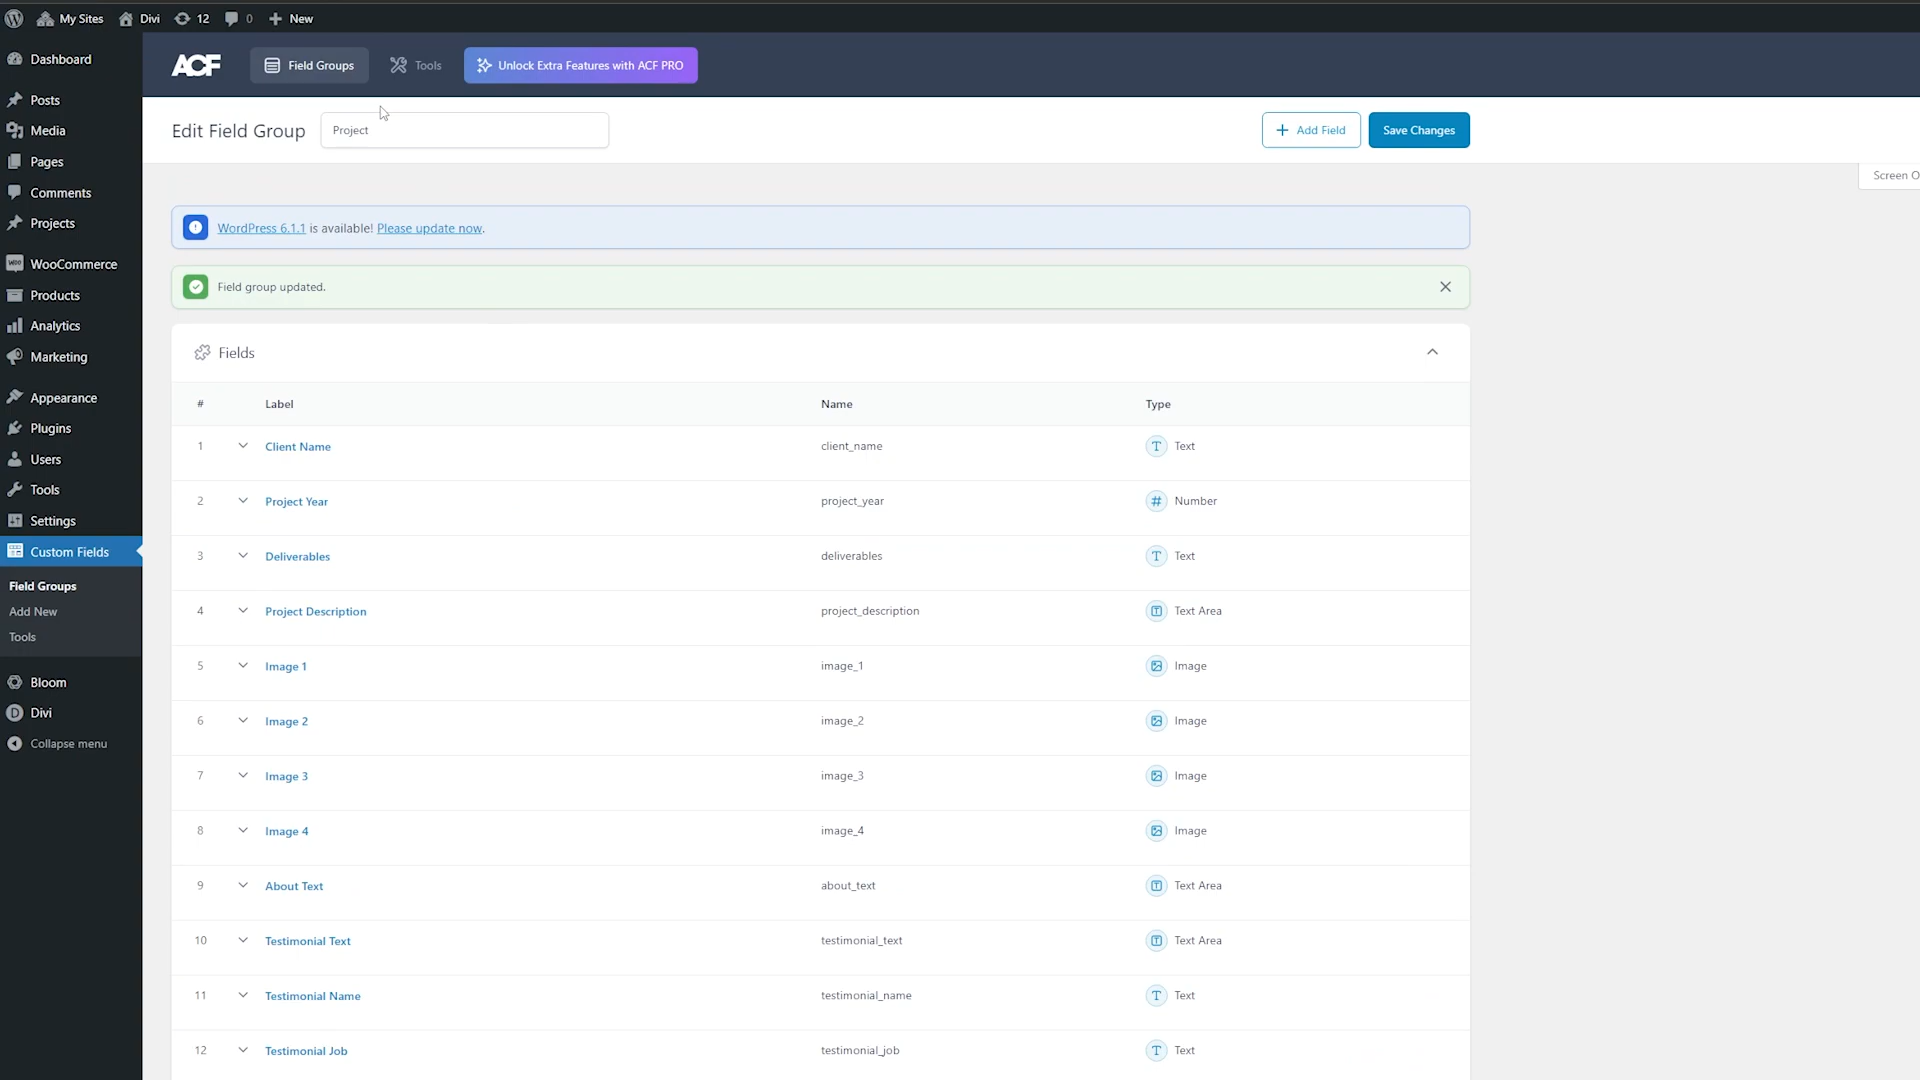 My Sites Divi 12 0 New
Dashboard
Posts
Media
Pages
Comments
Projects
WooCommerce
Products
Analytics
Marketing
Appearance
Plugins
Users
Tools
Settings
Custom Fields
Field Groups
Add New
Tools
Bloom
Divi
Collapse menu
ACF Field Groups Tools Unlock Extra Features with ACF PRO
Edit Field Group Project Add Field Save Changes
Screen O
WordPress 6.1.1 is available! Please update now.
Field group updated.
Fields
# Label Name Type
1 Client Name client_name Text
2 Project Year project_year Number
3 Deliverables deliverables Text
4 Project Description project_description Text Area
5 Image 1 image_1 Image
6 Image 2 image_2 Image
7 Image 3 image_3 Image
8 Image 4 image_4 Image
9 About Text about_text Text Area
10 Testimonial Text testimonial_text Text Area
11 Testimonial Name testimonial_name Text
12 Testimonial Job testimonial_job Text